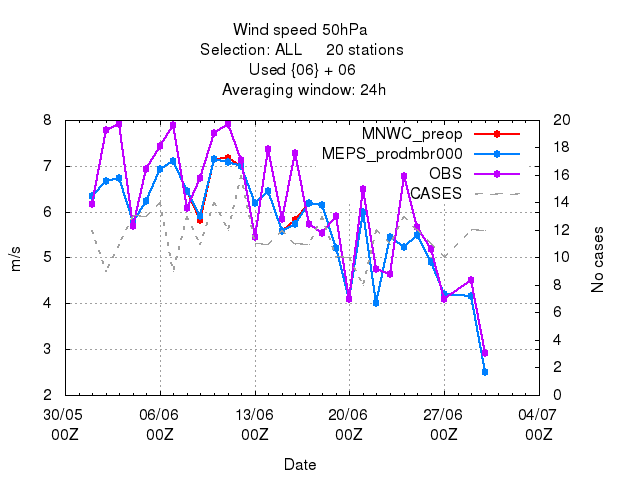 Wind speed 50hPa
Selection: ALL 20 stations
Used {06} + 06
Averaging window: 24h
8 20
MNWC_preop
18
MEPS_prodmbr000
7 16
OBS
14
CASES
6 12
m/s
No cases
5 10
8
4
6
4
3
2
2 0
30/05 06/06 13/06 20/06 27/06 04/07
00Z 00Z 00Z 00Z 00Z 00Z
Date